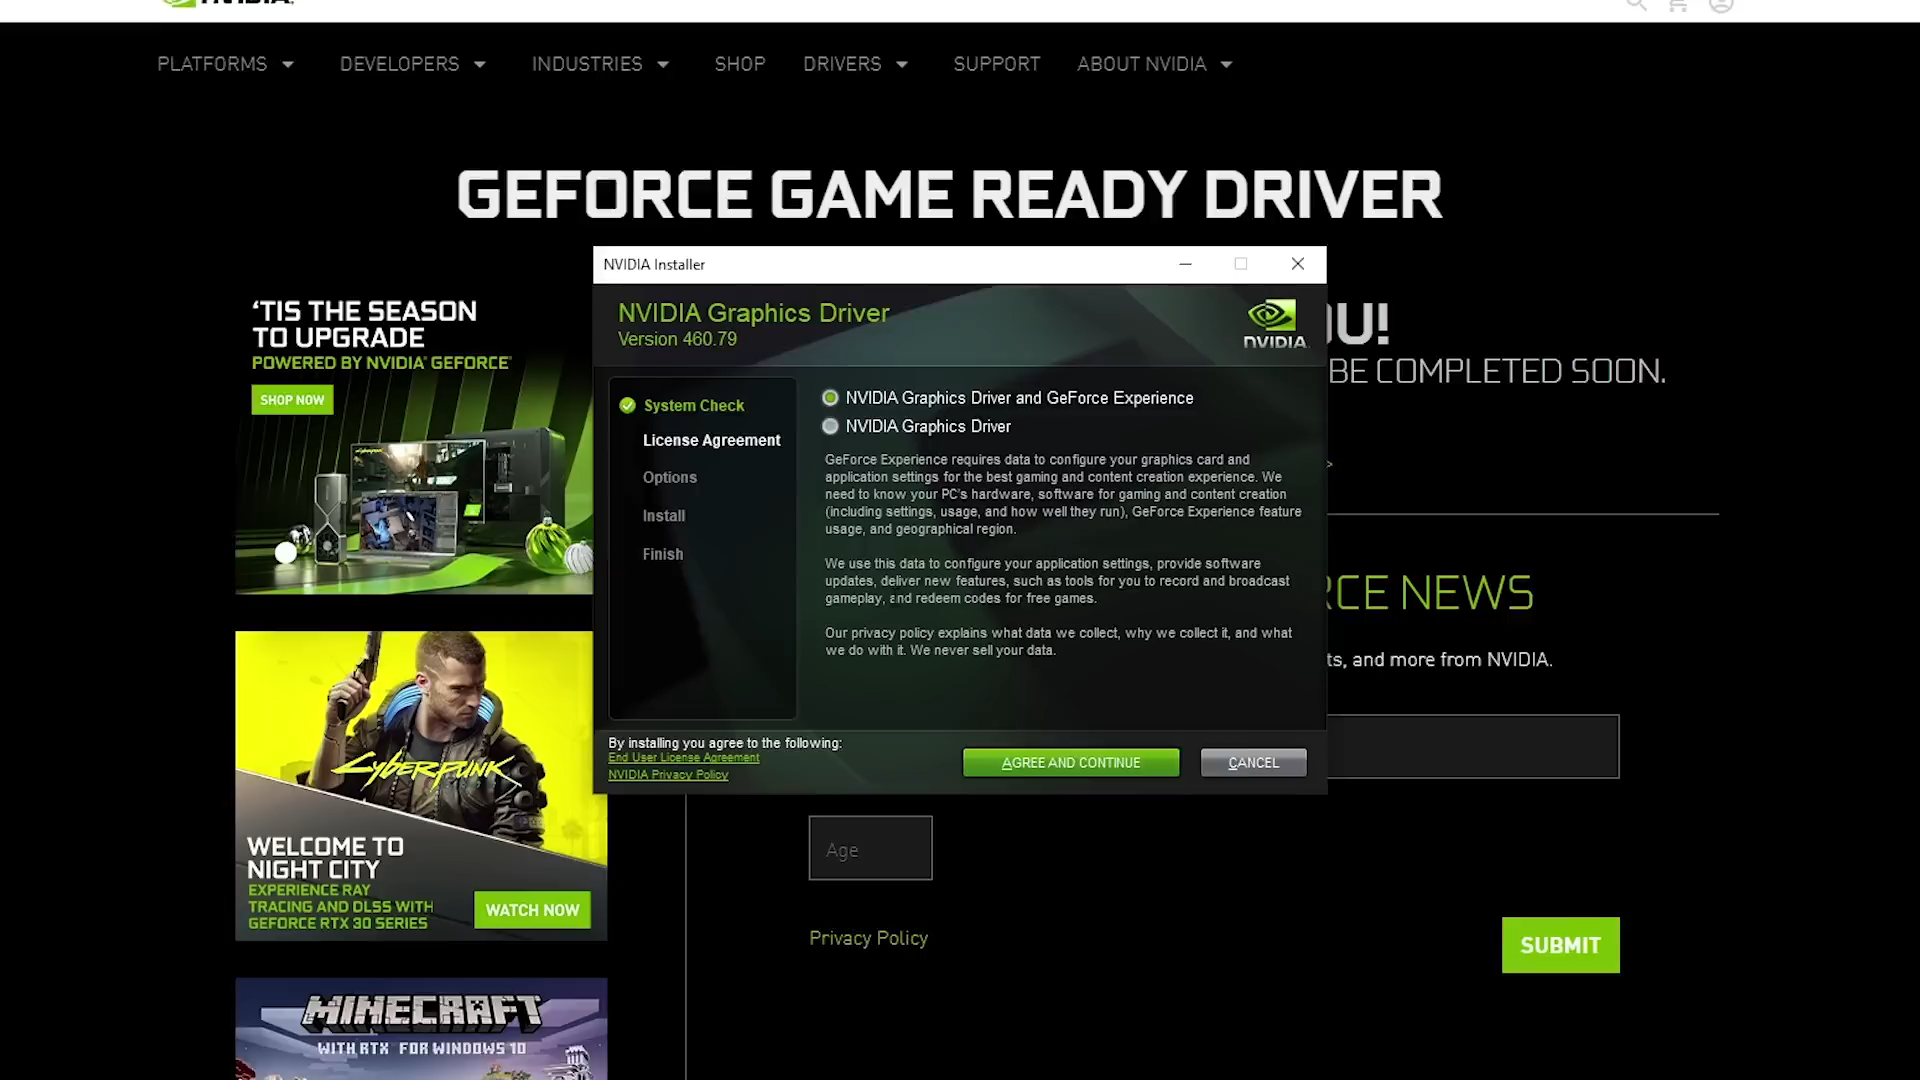 PLATFORMS
DEVELOPERS
INDUSTRIES
SHOP
DRIVERS
SUPPORT
ABOUT NVIDIA
GEFORCE GAME READY DRIVER
'TIS THE SEASON
TO UPGRADE
POWERED BY NVIDIA® GEFORCE®
SHOP NOW
CYBERPUNK
WELCOME TO
NIGHT CITY
EXPERIENCE RAY
TRACING AND DLSS WITH
GEFORCE RTX 30 SERIES
WATCH NOW
MINECRAFT
WITH RTX FOR WINDOWS 10
NVIDIA Installer
NVIDIA Graphics Driver
Version 460.79
NVIDIA
System Check
License Agreement
Options
Install
Finish
NVIDIA Graphics Driver and GeForce Experience
NVIDIA Graphics Driver
GeForce Experience requires data to configure your graphics card and
application settings for the best gaming and content creation experience. We
need to know your PC's hardware, software for gaming and content creation
(including settings, usage, and how well they run), GeForce Experience feature
usage, and geographical region.
We use this data to configure your application settings, provide software
updates, deliver new features, such as tools for you to record and broadcast
gameplay, and redeem codes for free games.
Our privacy policy explains what data we collect, why we collect it, and what
we do with it. We never sell your data.
By installing you agree to the following:
End User License Agreement
NVIDIA Privacy Policy
AGREE AND CONTINUE
CANCEL
OU!
BE COMPLETED SOON.
>
RCE NEWS
ts, and more from NVIDIA.
Age
Privacy Policy
SUBMIT